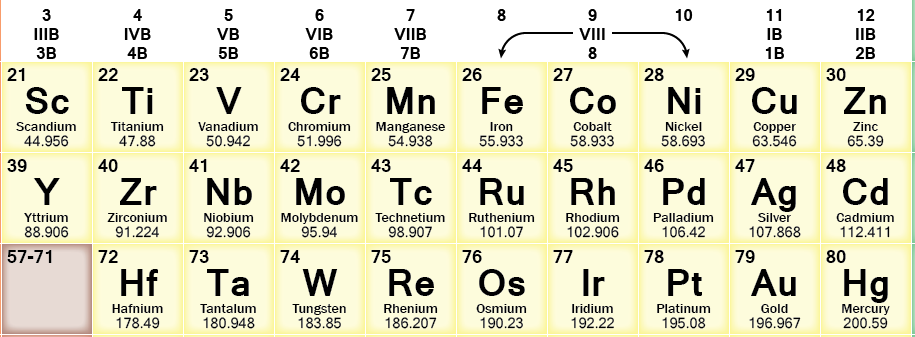 3 4 5 6 7 8 9 10 11 12
IIIB IVB VB VIB VIIB VIII IB IIB
3B 4B 5B 6B 7B 8 1B 2B
21 22 23 24 25 26 27 28 29 30
Sc Ti V Cr Mn Fe Co Ni Cu Zn
Scandium Titanium Vanadium Chromium Manganese Iron Cobalt Nickel Copper Zinc
44.956 47.88 50.942 51.996 54.938 55.933 58.933 58.693 63.546 65.39
39 40 41 42 43 44 45 46 47 48
Y Zr Nb Mo Tc Ru Rh Pd Ag Cd
Yttrium Zirconium Niobium Molybdenum Technetium Ruthenium Rhodium Palladium Silver Cadmium
88.906 91.224 92.906 95.94 98.907 101.07 102.906 106.42 107.868 112.411
57-71 72 73 74 75 76 77 78 79 80
Hf Ta W Re Os Ir Pt Au Hg
Hafnium Tantalum Tungsten Rhenium Osmium Iridium Platinum Gold Mercury
178.49 180.948 183.85 186.207 190.23 192.22 195.08 196.967 200.59